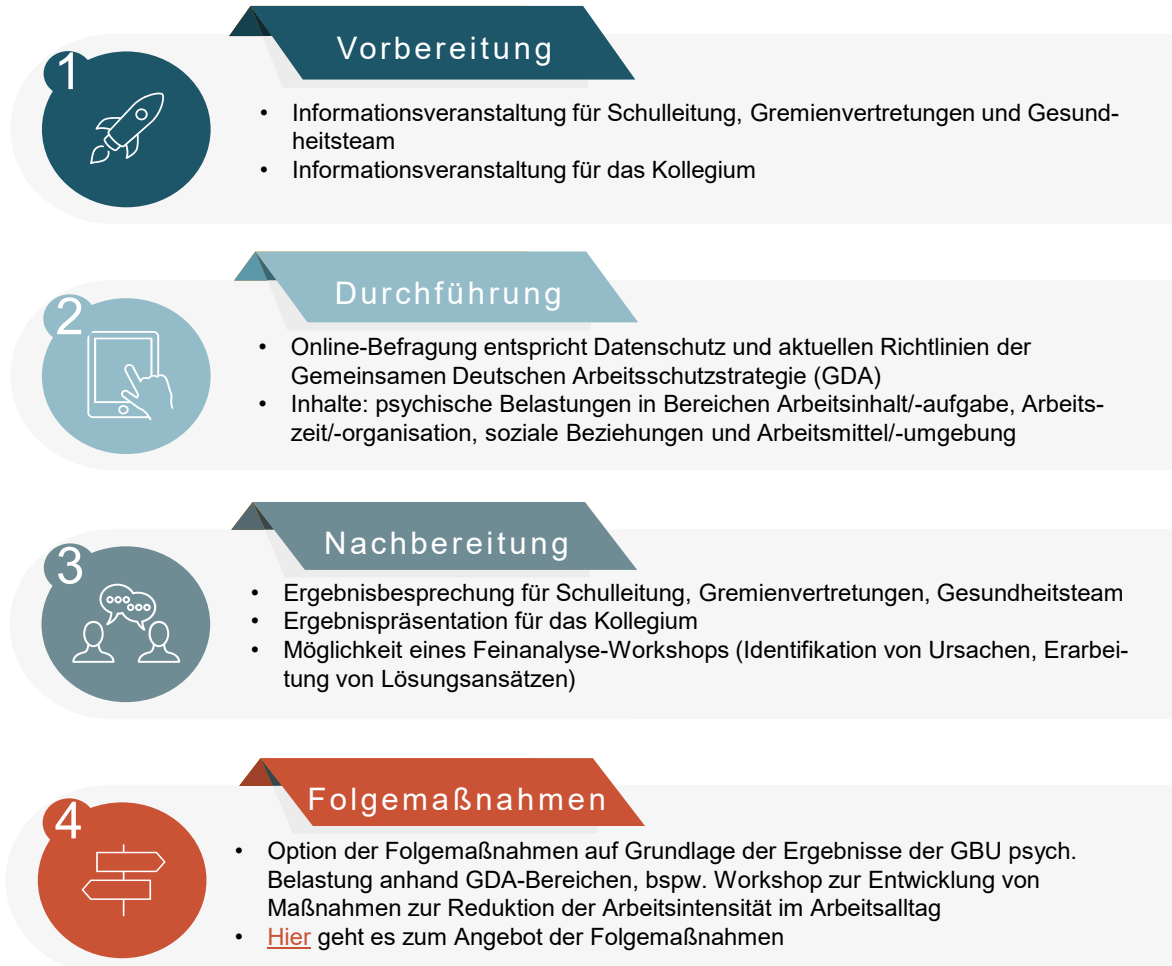 1
Vorbereitung
• Informationsveranstaltung für Schulleitung, Gremienvertretungen und Gesund-
heitsteam
• Informationsveranstaltung für das Kollegium
2
Durchführung
• Online-Befragung entspricht Datenschutz und aktuellen Richtlinien der
Gemeinsamen Deutschen Arbeitsschutzstrategie (GDA)
• Inhalte: psychische Belastungen in Bereichen Arbeitsinhalt/-aufgabe, Arbeits-
zeit/-organisation, soziale Beziehungen und Arbeitsmittel/-umgebung
3
Nachbereitung
• Ergebnisbesprechung für Schulleitung, Gremienvertretungen, Gesundheitsteam
• Ergebnispräsentation für das Kollegium
• Möglichkeit eines Feinanalyse-Workshops (Identifikation von Ursachen, Erarbei-
tung von Lösungsansätzen)
4
Folgemaßnahmen
• Option der Folgemaßnahmen auf Grundlage der Ergebnisse der GBU psych.
Belastung anhand GDA-Bereichen, bspw. Workshop zur Entwicklung von
Maßnahmen zur Reduktion der Arbeitsintensität im Arbeitsalltag
• Hier geht es zum Angebot der Folgemaßnahmen